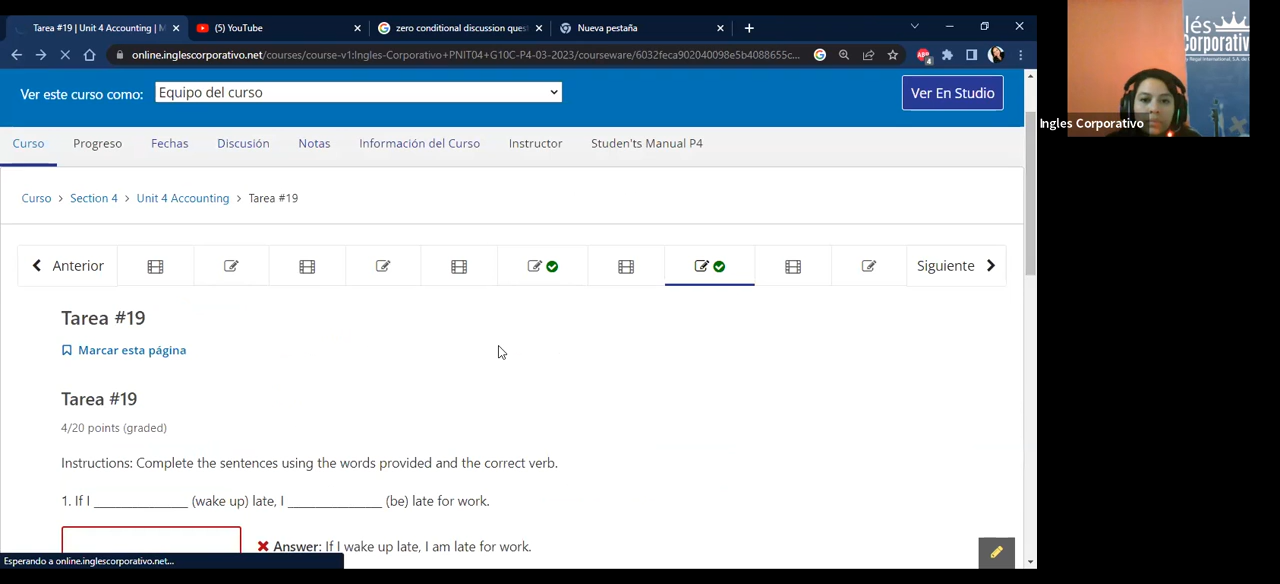 Tarea #19 | Unit 4 Accounting |
(5) YouTube
zero conditional discussion ques
Nueva pestaña
online.inglescorporativo.net/courses/course-v1:Ingles-Corporativo+PNIT04+G10C-P4-03-2023/courseware/6032feca902040098e5b4088655c...
4
Ver este curso como:
Equipo del curso
Ver En Studio
Curso
Progreso
Fechas
Discusión
Notas
Información del Curso
Instructor
Studen'ts Manual P4
Curso > Section 4 > Unit 4 Accounting > Tarea #19
Anterior
Siguiente
Tarea #19
Marcar esta página
Tarea #19
4/20 points (graded)
Instructions: Complete the sentences using the words provided and the correct verb.
1. If I ______________ (wake up) late, I ______________ (be) late for work.
Answer: If I wake up late, I am late for work.
Esperando a online.inglescorporativo.net...
lés
Corporativ
Ingles Corporativo